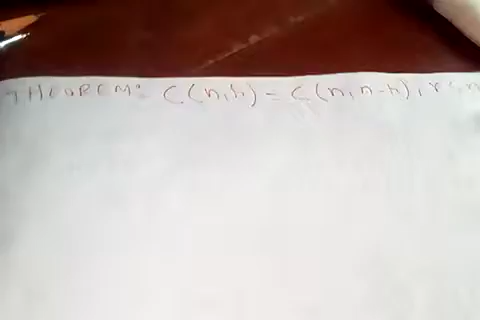 THEOREM: C(n,r) = C(n,n-r), r<n